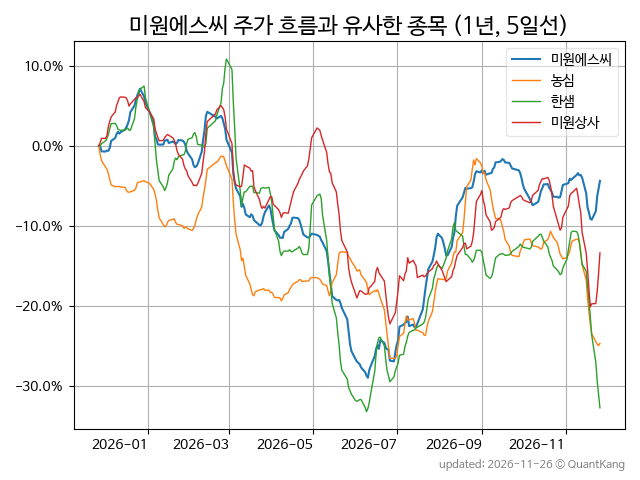 미원에스씨 주가 흐름과 유사한 종목 (1년, 5일선)
미원에스씨
농심
한샘
미원상사
10.0%
0.0%
−10.0%
−20.0%
−30.0%
2026-01 2026-03 2026-05 2026-07 2026-09 2026-11
updated: 2026-11-26 © QuantKang